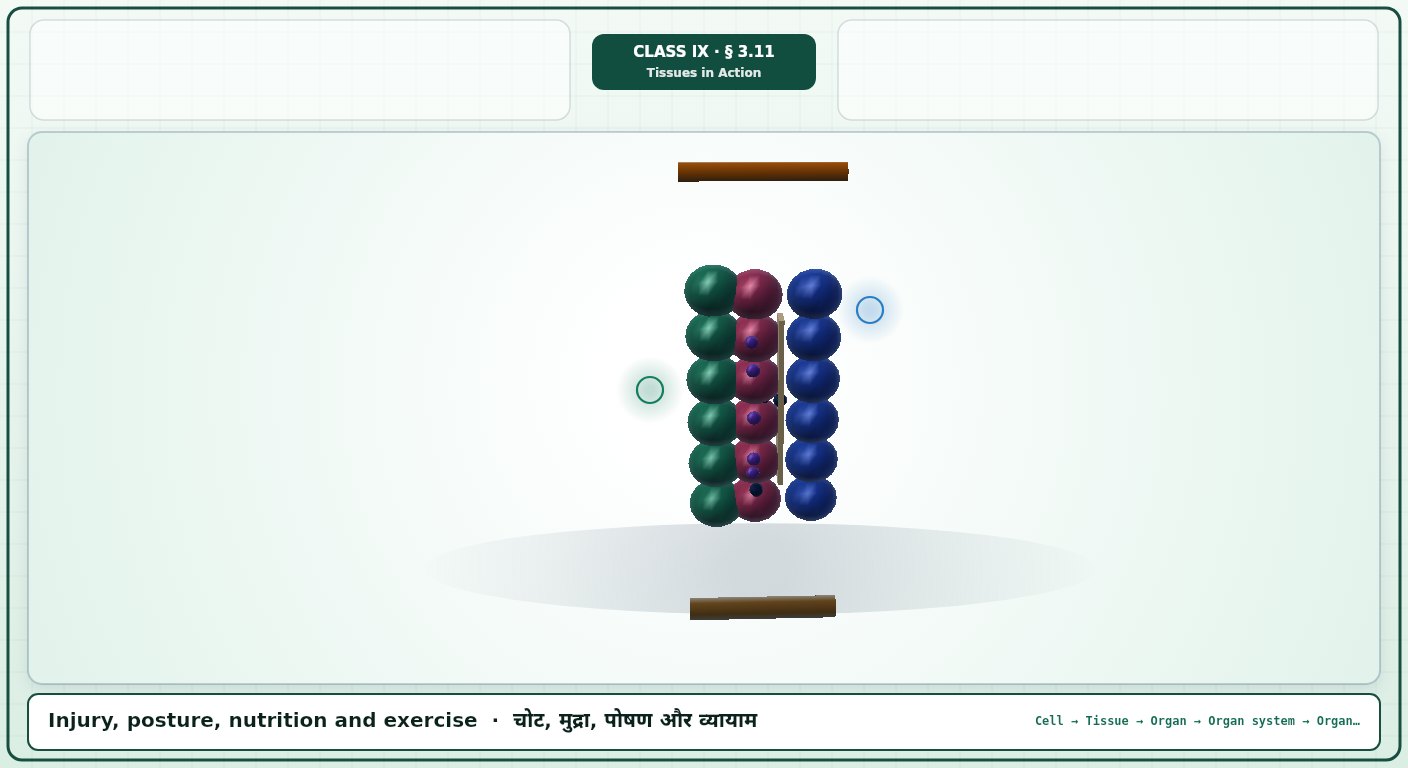 CLASS IX · § 3.11
Tissues in Action
Injury, posture, nutrition and exercise · चोट, मुद्रा, पोषण और व्यायाम
Cell → Tissue → Organ → Organ system → Organ…